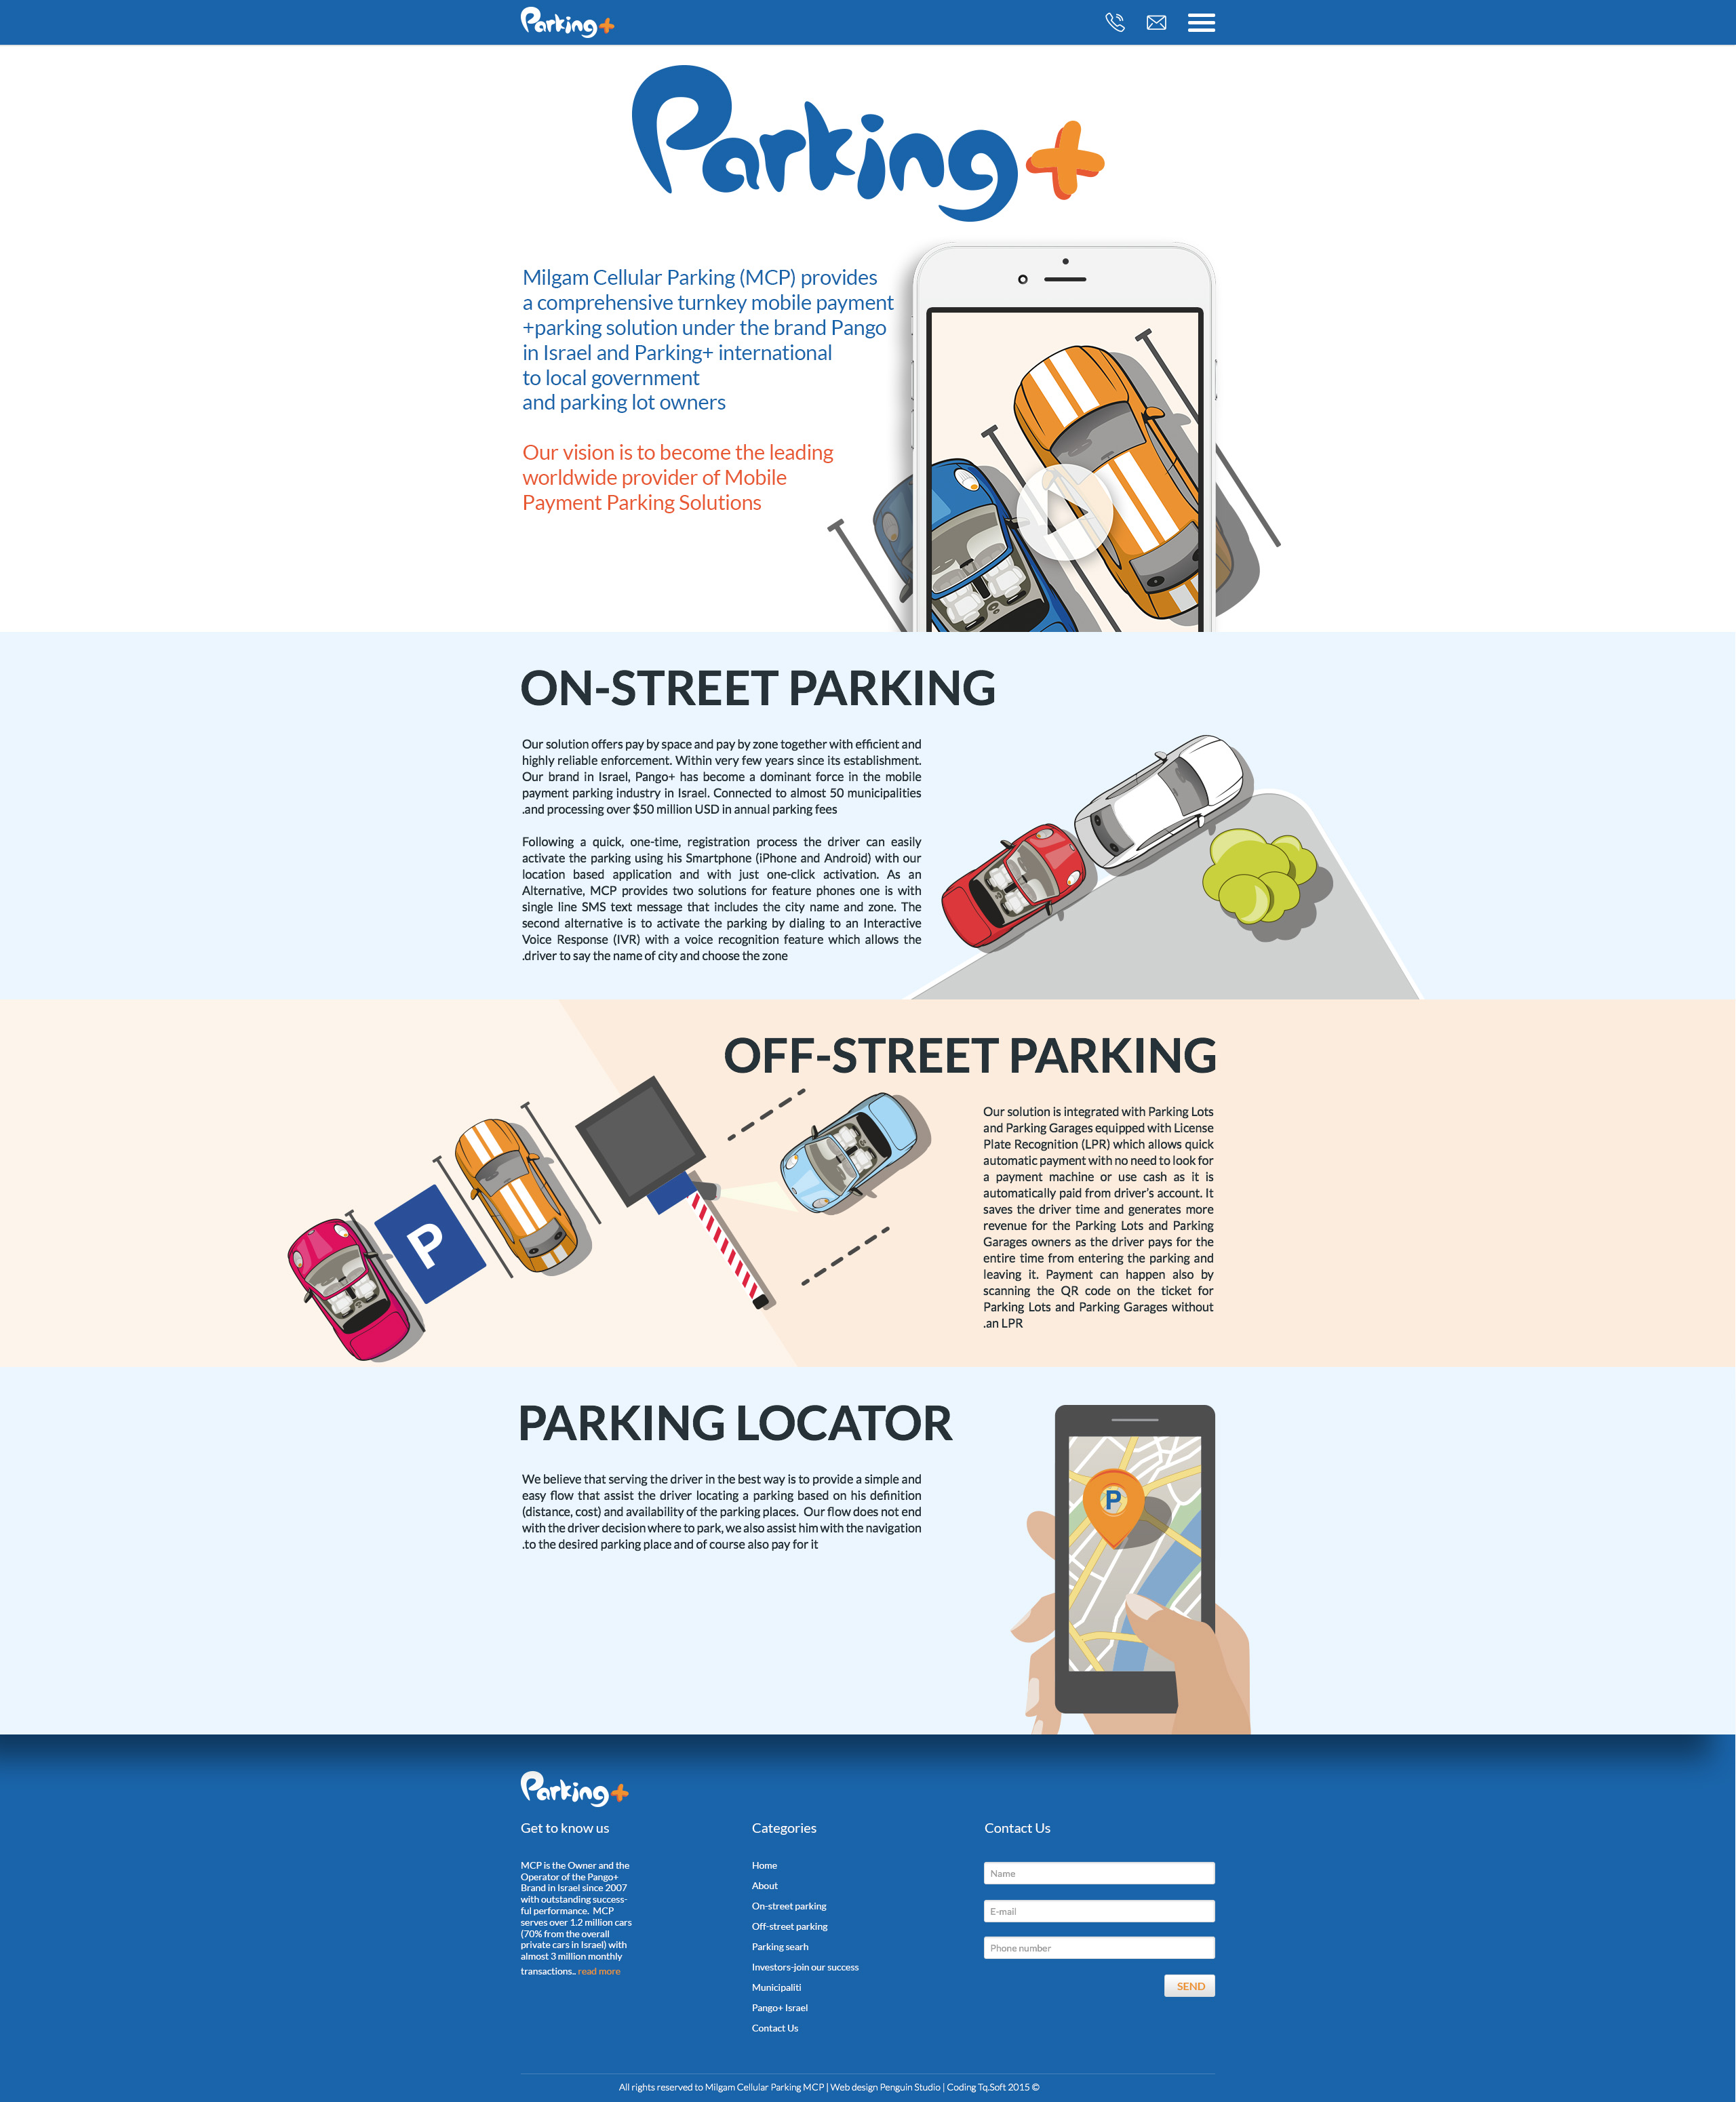 Parking+
Parking+
Milgam Cellular Parking (MCP) provides
a comprehensive turnkey mobile payment
+parking solution under the brand Pango
in Israel and Parking+ international
to local government
and parking lot owners
Our vision is to become the leading
worldwide provider of Mobile
Payment Parking Solutions
ON-STREET PARKING
Our solution offers pay by space and pay by zone together with efficient and
highly reliable enforcement. Within very few years since its establishment.
Our brand in Israel, Pango+ has become a dominant force in the mobile
payment parking industry in Israel. Connected to almost 50 municipalities
.and processing over $50 million USD in annual parking fees
Following a quick, one-time, registration process the driver can easily
activate the parking using his Smartphone (iPhone and Android) with our
location based application and with just one-click activation. As an
Alternative, MCP provides two solutions for feature phones one is with
single line SMS text message that includes the city name and zone. The
second alternative is to activate the parking by dialing to an Interactive
Voice Response (IVR) with a voice recognition feature which allows the
.driver to say the name of city and choose the zone
OFF-STREET PARKING
Our solution is integrated with Parking Lots
and Parking Garages equipped with License
Plate Recognition (LPR) which allows quick
automatic payment with no need to look for
a payment machine or use cash as it is
automatically paid from driver's account. It
saves the driver time and generates more
revenue for the Parking Lots and Parking
Garages owners as the driver pays for the
entire time from entering the parking and
leaving it. Payment can happen also by
scanning the QR code on the ticket for
Parking Lots and Parking Garages without
.an LPR
P
PARKING LOCATOR
We believe that serving the driver in the best way is to provide a simple and
easy flow that assist the driver locating a parking based on his definition
(distance, cost) and availability of the parking places. Our flow does not end
with the driver decision where to park, we also assist him with the navigation
.to the desired parking place and of course also pay for it
P
Parking+
Get to know us
MCP is the Owner and the
Operator of the Pango+
Brand in Israel since 2007
with outstanding success-
ful performance. MCP
serves over 1.2 million cars
(70% from the overall
private cars in Israel) with
almost 3 million monthly
transactions.. read more
Categories
Home
About
On-street parking
Off-street parking
Parking searh
Investors-join our success
Municipaliti
Pango+ Israel
Contact Us
Contact Us
Name
E-mail
Phone number
SEND
All rights reserved to Milgam Cellular Parking MCP | Web design Penguin Studio | Coding Tq.Soft 2015 ©